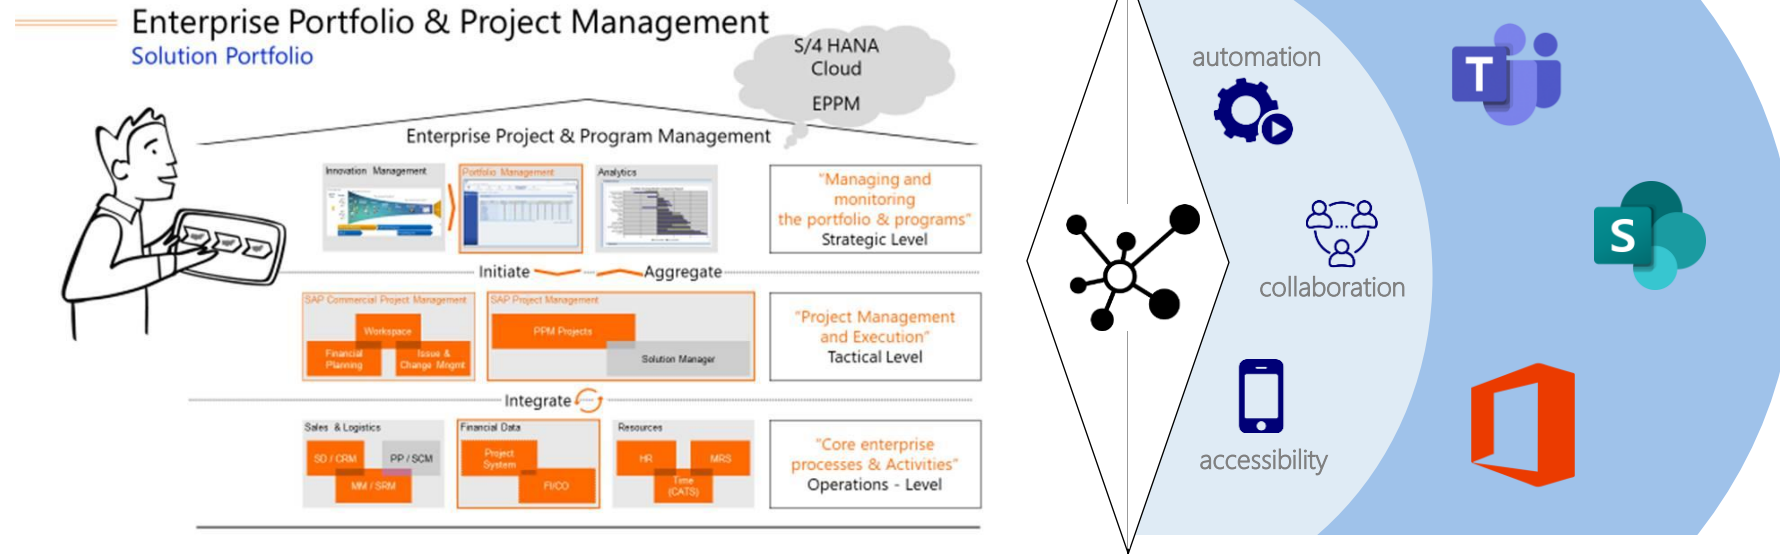 Enterprise Portfolio & Project Management
Solution Portfolio
S/4 HANA
Cloud
EPPM
Enterprise Project & Program Management
Innovation Management
Portfolio Management
Analytics
"Managing and
monitoring
the portfolio & programs"
Strategic Level
Initiate
Aggregate
SAP Commercial Project Management
Workspace
Financial
Planning
Issue &
Change Mngmt
SAP Project Management
PPM Projects
Solution Manager
"Project Management
and Execution"
Tactical Level
Integrate
Sales & Logistics
SD / CRM
PP / SCM
MM / SRM
Financial Data
Project
System
FI/CO
Resources
HR
MRS
Time
(CATS)
"Core enterprise
processes & Activities"
Operations - Level
automation
collaboration
accessibility
T
S